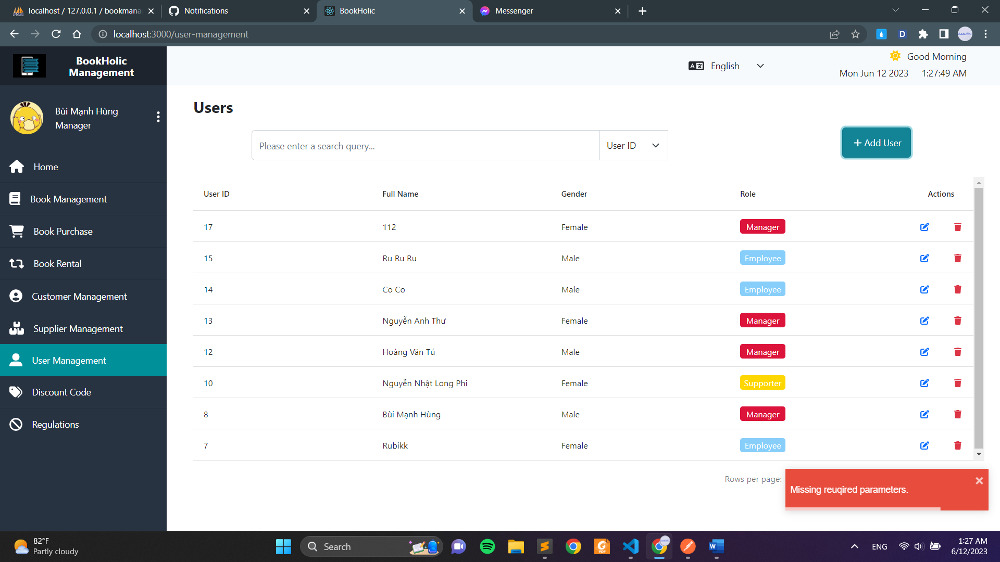 localhost / 127.0.0.1 / bookmana
Notifications
BookHolic
Messenger
localhost:3000/user-management
D
BookHolic
Management
English
Good Morning
Mon Jun 12 2023 1:27:49 AM
Bùi Mạnh Hùng
Manager
Home
Book Management
Book Purchase
Book Rental
Customer Management
Supplier Management
User Management
Discount Code
Regulations
Users
Please enter a search query...
User ID
+ Add User
User ID Full Name Gender Role Actions
17 112 Female Manager
15 Ru Ru Ru Male Employee
14 Co Co Male Employee
13 Nguyễn Anh Thư Female Manager
12 Hoàng Văn Tú Male Manager
10 Nguyễn Nhật Long Phi Female Supporter
8 Bùi Mạnh Hùng Male Manager
7 Rubikk Female Employee
Rows per page:
Missing reuqired parameters.
82°F
Partly cloudy
Search
ENG
1:27 AM
6/12/2023